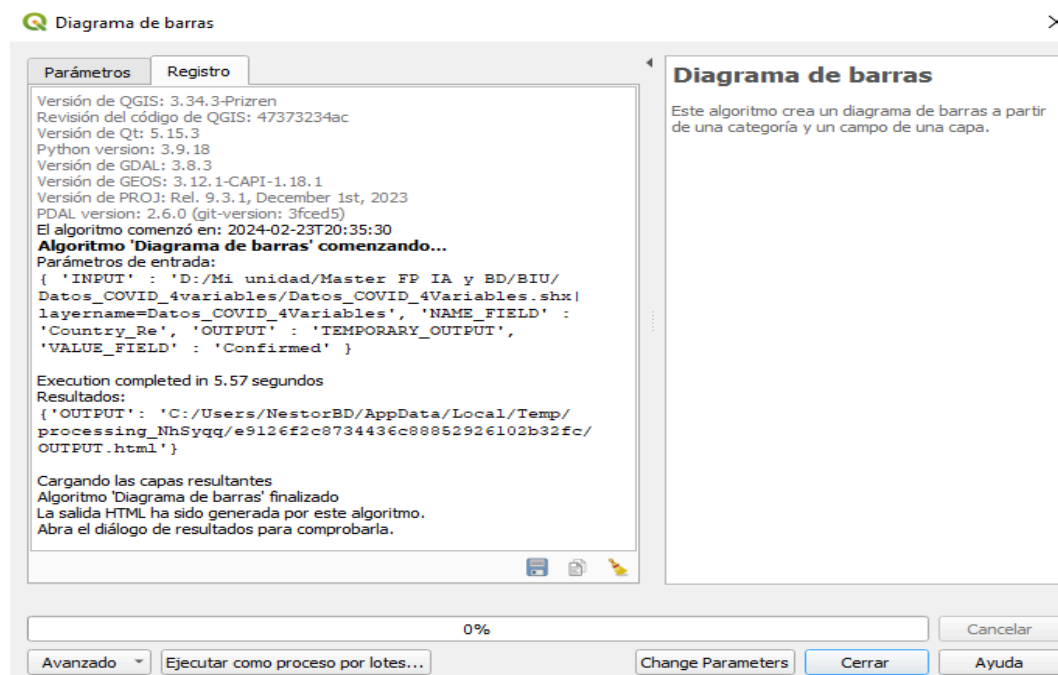 Diagrama de barras
Parámetros
Registro
Versión de QGIS: 3.34.3-Prizren
Revisión del código de QGIS: 47373234ac
Versión de Qt: 5.15.3
Python version: 3.9.18
Versión de GDAL: 3.8.3
Versión de GEOS: 3.12.1-CAPI-1.18.1
Versión de PROJ: Rel. 9.3.1, December 1st, 2023
PDAL version: 2.6.0 (git-version: 3fced5)
El algoritmo comenzó en: 2024-02-23T20:35:30
Algoritmo 'Diagrama de barras' comenzando…
Parámetros de entrada:
{ 'INPUT' : 'D:/Mi unidad/Master FP IA y BD/BIU/
Datos_COVID_4variables/Datos_COVID_4Variables.shx|
layername=Datos_COVID_4Variables', 'NAME_FIELD' :
'Country_Re', 'OUTPUT' : 'TEMPORARY_OUTPUT',
'VALUE_FIELD' : 'Confirmed' }
Execution completed in 5.57 segundos
Resultados:
{'OUTPUT': 'C:/Users/NestorBD/AppData/Local/Temp/
processing_NhSyqq/e9126f2c8734436c88852926102b32fc/
OUTPUT.html'}
Cargando las capas resultantes
Algoritmo 'Diagrama de barras' finalizado
La salida HTML ha sido generada por este algoritmo.
Abra el diálogo de resultados para comprobarla.
Diagrama de barras
Este algoritmo crea un diagrama de barras a partir
de una categoría y un campo de una capa.
0%
Cancelar
Avanzado
Ejecutar como proceso por lotes...
Change Parameters
Cerrar
Ayuda